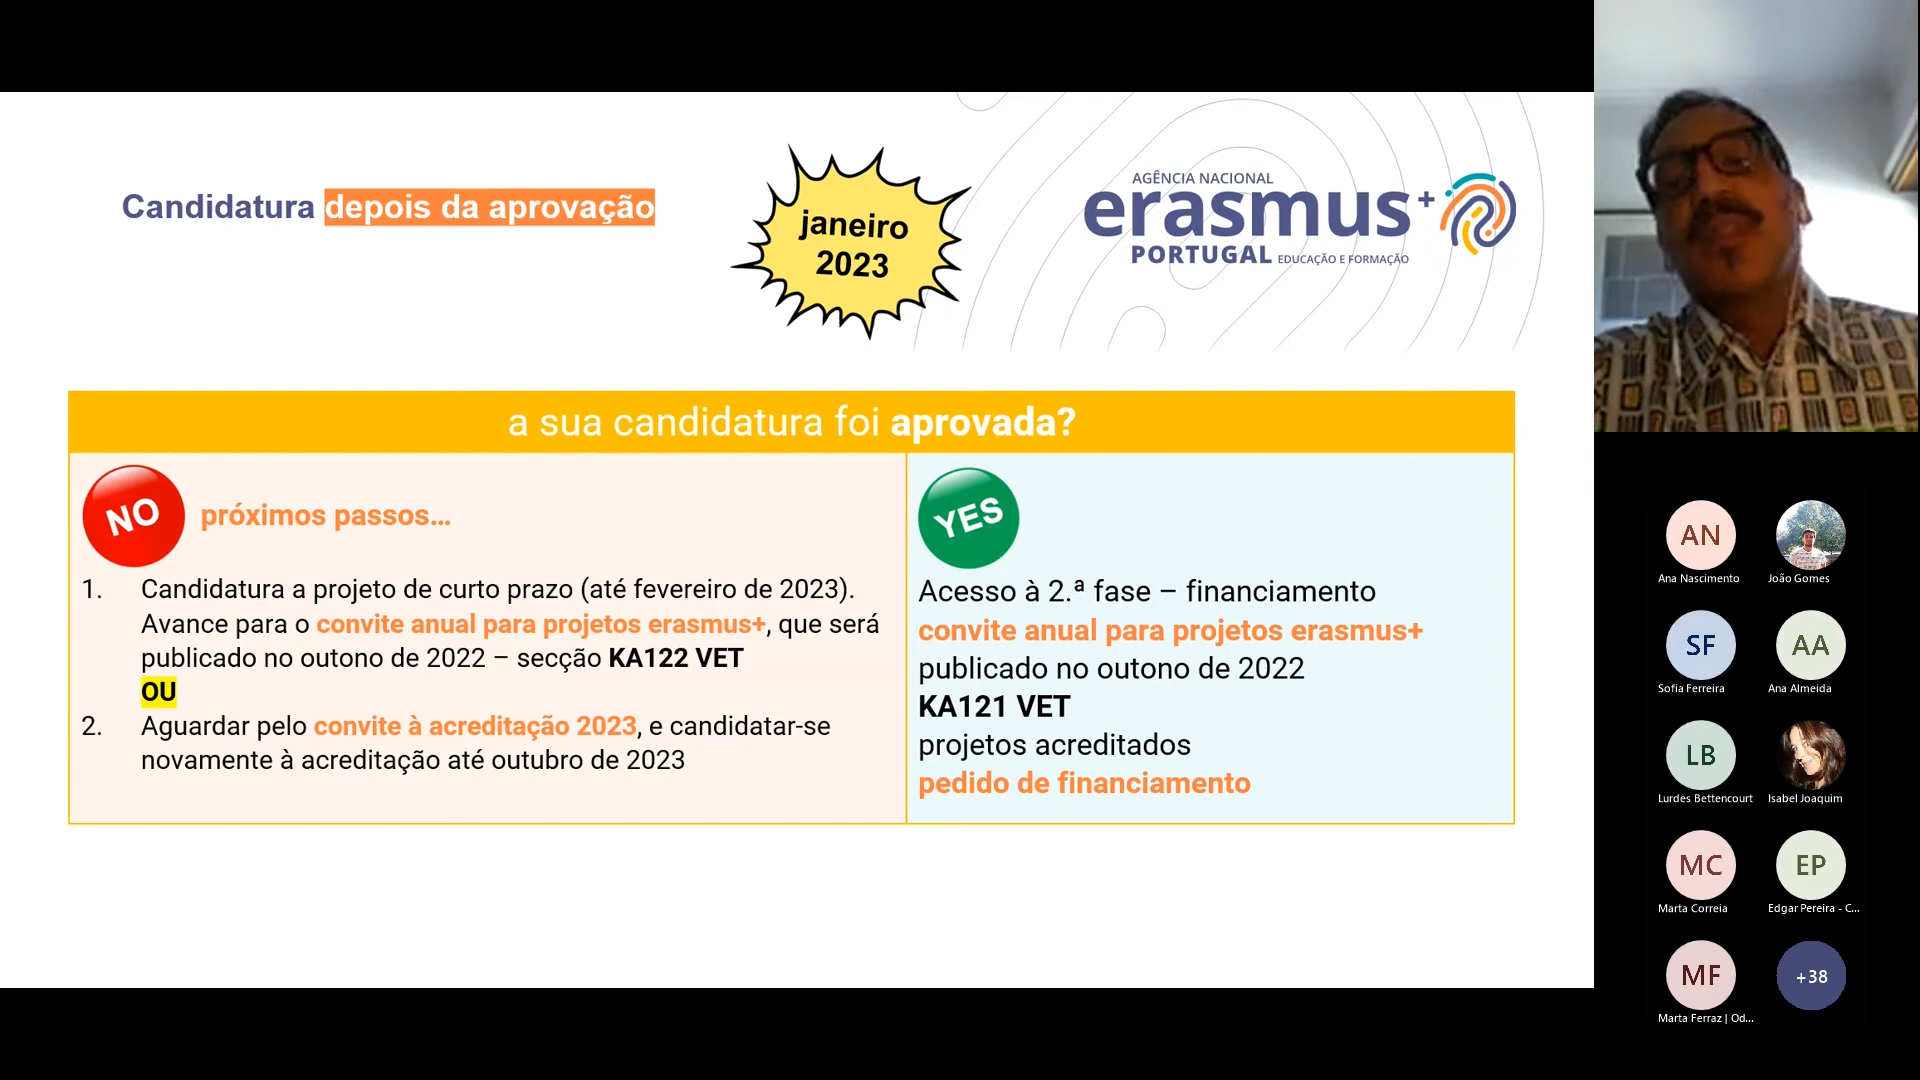 Candidatura depois da aprovação
janeiro
2023
AGÊNCIA NACIONAL
erasmus+
PORTUGAL EDUCAÇÃO E FORMAÇÃO
a sua candidatura foi aprovada?
NO
próximos passos...
1. Candidatura a projeto de curto prazo (até fevereiro de 2023).
Avance para o convite anual para projetos erasmus+, que será
publicado no outono de 2022 – secção KA122 VET
OU
2. Aguardar pelo convite à acreditação 2023, e candidatar-se
novamente à acreditação até outubro de 2023
YES
Acesso à 2.ª fase – financiamento
convite anual para projetos erasmus+
publicado no outono de 2022
KA121 VET
projetos acreditados
pedido de financiamento
AN
Ana Nascimento
João Gomes
SF
Sofia Ferreira
AA
Ana Almeida
LB
Lurdes Bettencourt
Isabel Joaquim
MC
Marta Correia
EP
Edgar Pereira - C...
MF
Marta Ferraz | Od...
+38